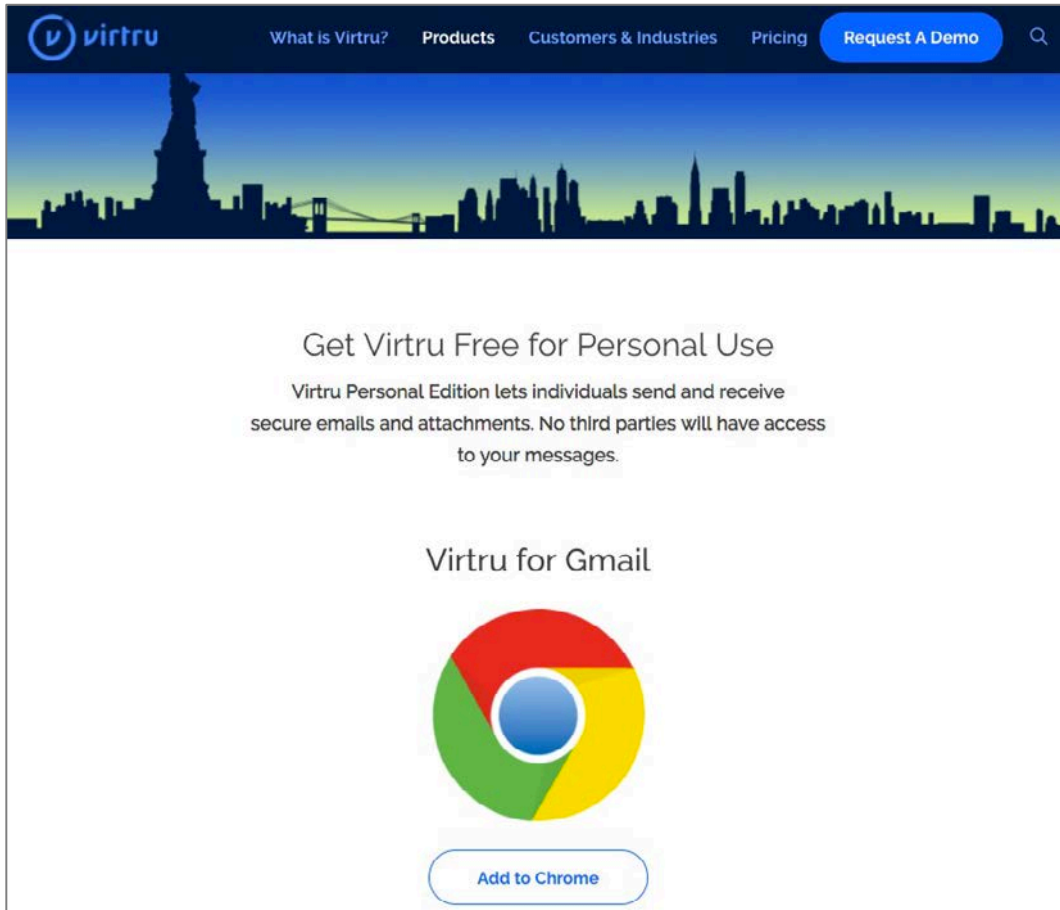 virtru What is Virtru? Products Customers & Industries Pricing Request A Demo
Get Virtru Free for Personal Use
Virtru Personal Edition lets individuals send and receive
secure emails and attachments. No third parties will have access
to your messages.
Virtru for Gmail
Add to Chrome